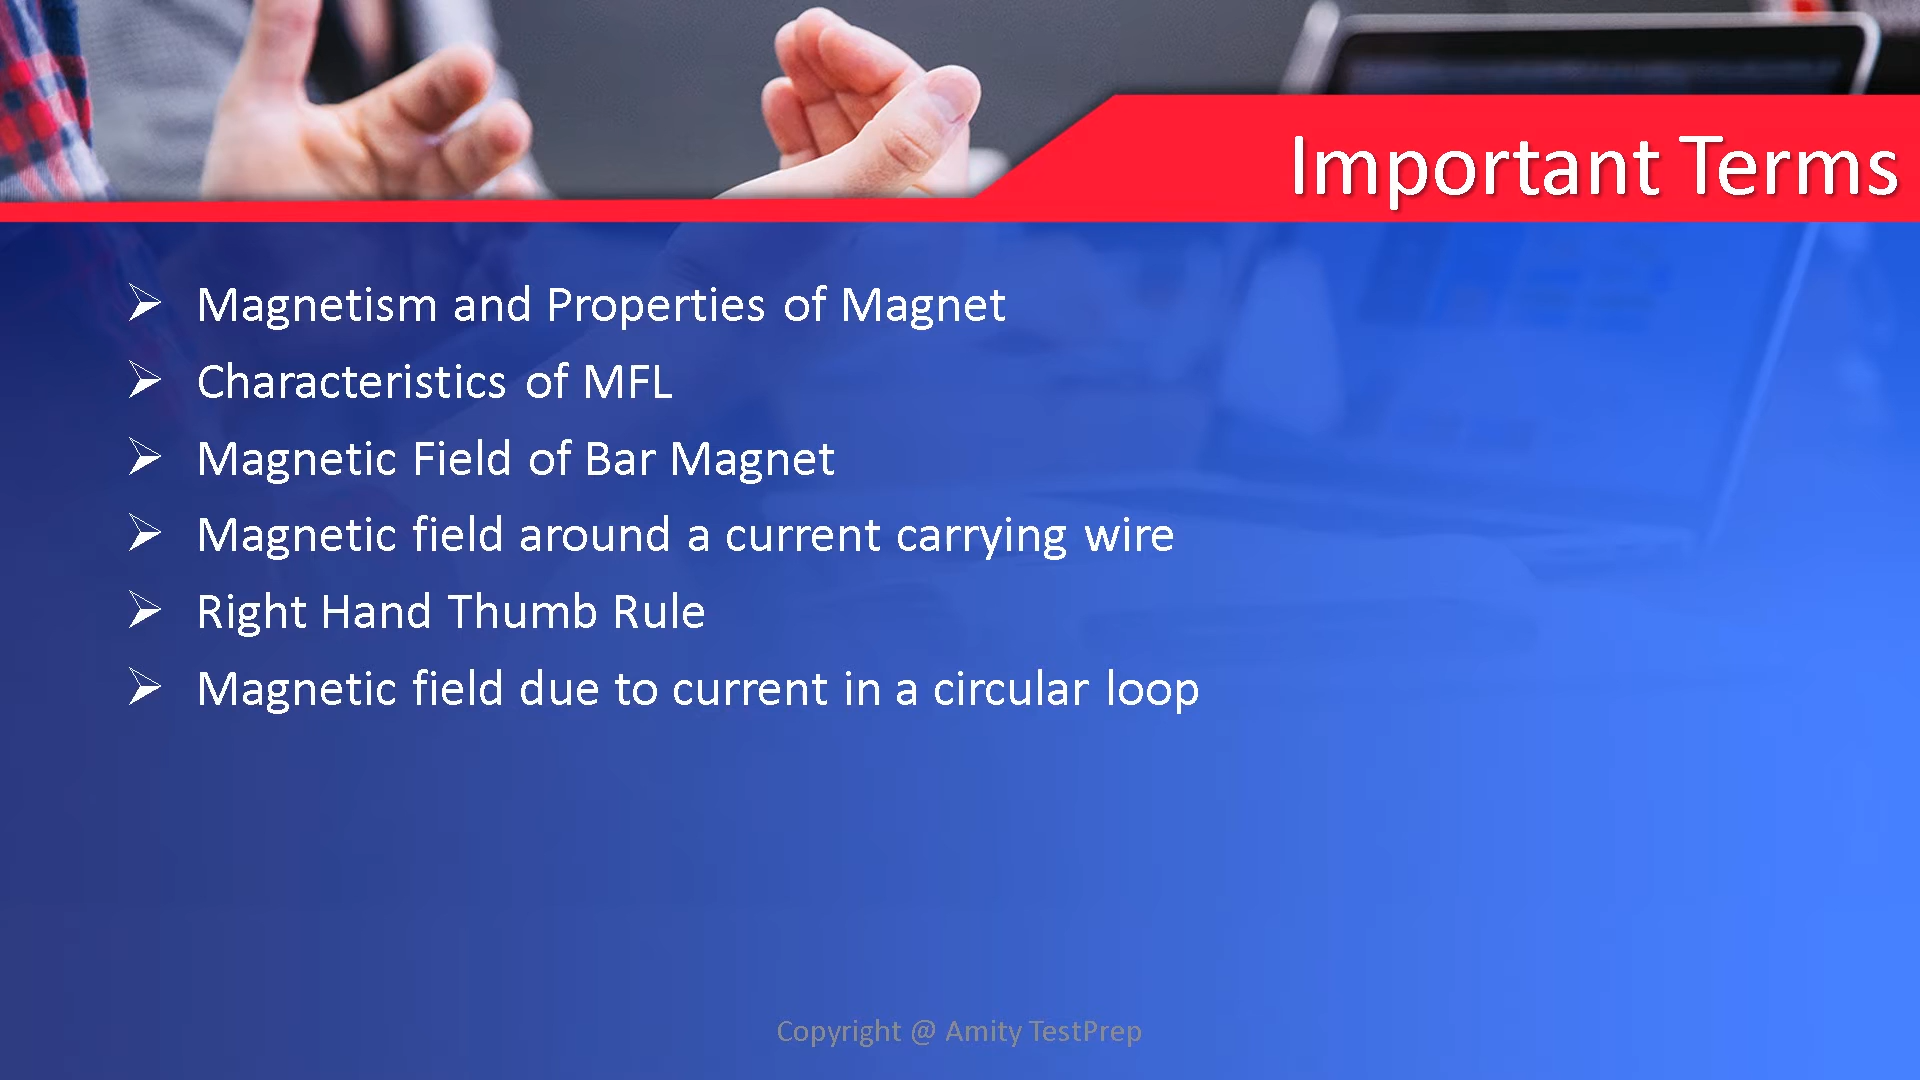 Important Terms
➢ Magnetism and Properties of Magnet
➢ Characteristics of MFL
➢ Magnetic Field of Bar Magnet
➢ Magnetic field around a current carrying wire
➢ Right Hand Thumb Rule
➢ Magnetic field due to current in a circular loop
Copyright @ Amity TestPrep